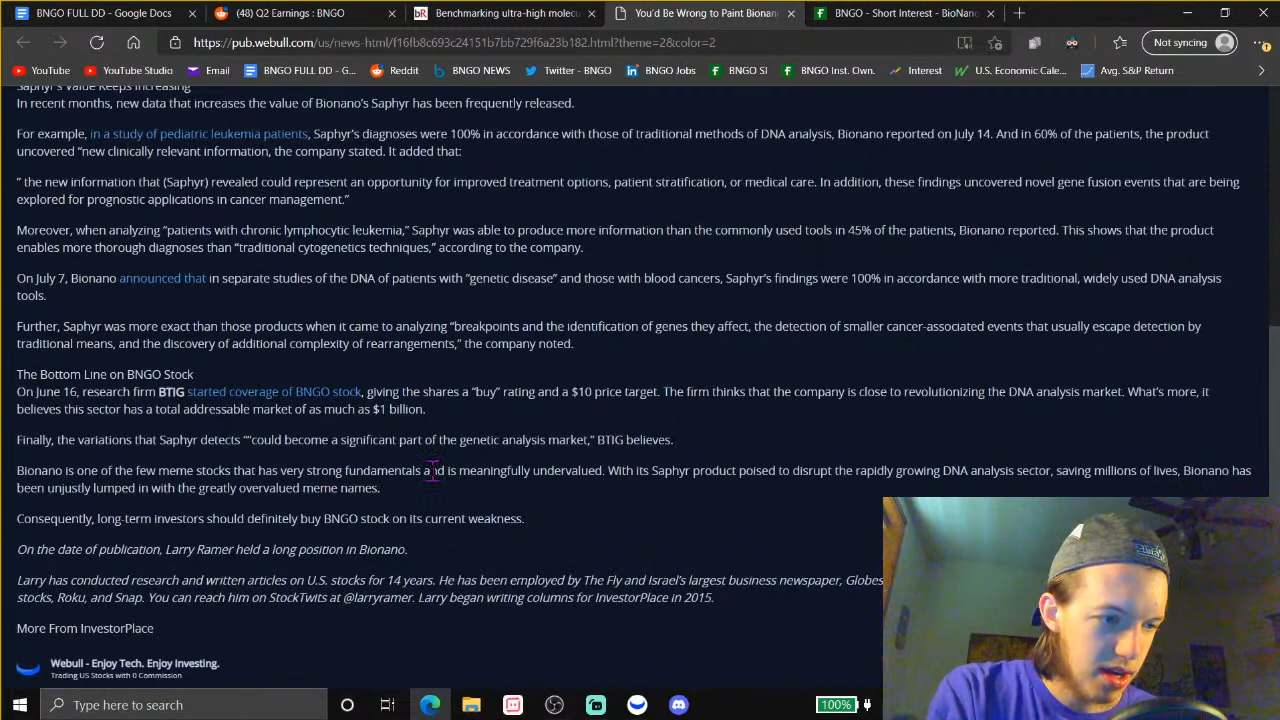 BNGO FULL DD - Google Docs
(48) Q2 Earnings : BNGO
bR Benchmarking ultra-high molecu
You'd Be Wrong to Paint Bionan
BNGO - Short Interest - BioNano
https://pub.webull.com/us/news-html/f16fb8c693c24151b7bb729f6a23b182.html?theme=2&color=2
Not syncing
YouTube
YouTube Studio
Email
BNGO FULL DD - G...
Reddit
BNGO NEWS
Twitter - BNGO
BNGO Jobs
BNGO SI
BNGO Inst. Own.
Interest
U.S. Economic Cale...
Avg. S&P Return
Saphyr's Value Keeps Increasing
In recent months, new data that increases the value of Bionano's Saphyr has been frequently released.
For example, in a study of pediatric leukemia patients, Saphyr's diagnoses were 100% in accordance with those of traditional methods of DNA analysis, Bionano reported on July 14. And in 60% of the patients, the product
uncovered "new clinically relevant information, the company stated. It added that:
" the new information that (Saphyr) revealed could represent an opportunity for improved treatment options, patient stratification, or medical care. In addition, these findings uncovered novel gene fusion events that are being
explored for prognostic applications in cancer management."
Moreover, when analyzing "patients with chronic lymphocytic leukemia," Saphyr was able to produce more information than the commonly used tools in 45% of the patients, Bionano reported. This shows that the product
enables more thorough diagnoses than "traditional cytogenetics techniques," according to the company.
On July 7, Bionano announced that in separate studies of the DNA of patients with "genetic disease" and those with blood cancers, Saphyr's findings were 100% in accordance with more traditional, widely used DNA analysis
tools.
Further, Saphyr was more exact than those products when it came to analyzing "breakpoints and the identification of genes they affect, the detection of smaller cancer-associated events that usually escape detection by
traditional means, and the discovery of additional complexity of rearrangements," the company noted.
The Bottom Line on BNGO Stock
On June 16, research firm BTIG started coverage of BNGO stock, giving the shares a "buy" rating and a $10 price target. The firm thinks that the company is close to revolutionizing the DNA analysis market. What's more, it
believes this sector has a total addressable market of as much as $1 billion.
Finally, the variations that Saphyr detects ""could become a significant part of the genetic analysis market," BTIG believes.
Bionano is one of the few meme stocks that has very strong fundamentals and is meaningfully undervalued. With its Saphyr product poised to disrupt the rapidly growing DNA analysis sector, saving millions of lives, Bionano has
been unjustly lumped in with the greatly overvalued meme names.
Consequently, long-term investors should definitely buy BNGO stock on its current weakness.
On the date of publication, Larry Ramer held a long position in Bionano.
Larry has conducted research and written articles on U.S. stocks for 14 years. He has been employed by The Fly and Israel's largest business newspaper, Globes
stocks, Roku, and Snap. You can reach him on StockTwits at @larryramer. Larry began writing columns for InvestorPlace in 2015.
More From InvestorPlace
Webull - Enjoy Tech. Enjoy Investing.
Trading US Stocks with 0 Commission
Type here to search
100%